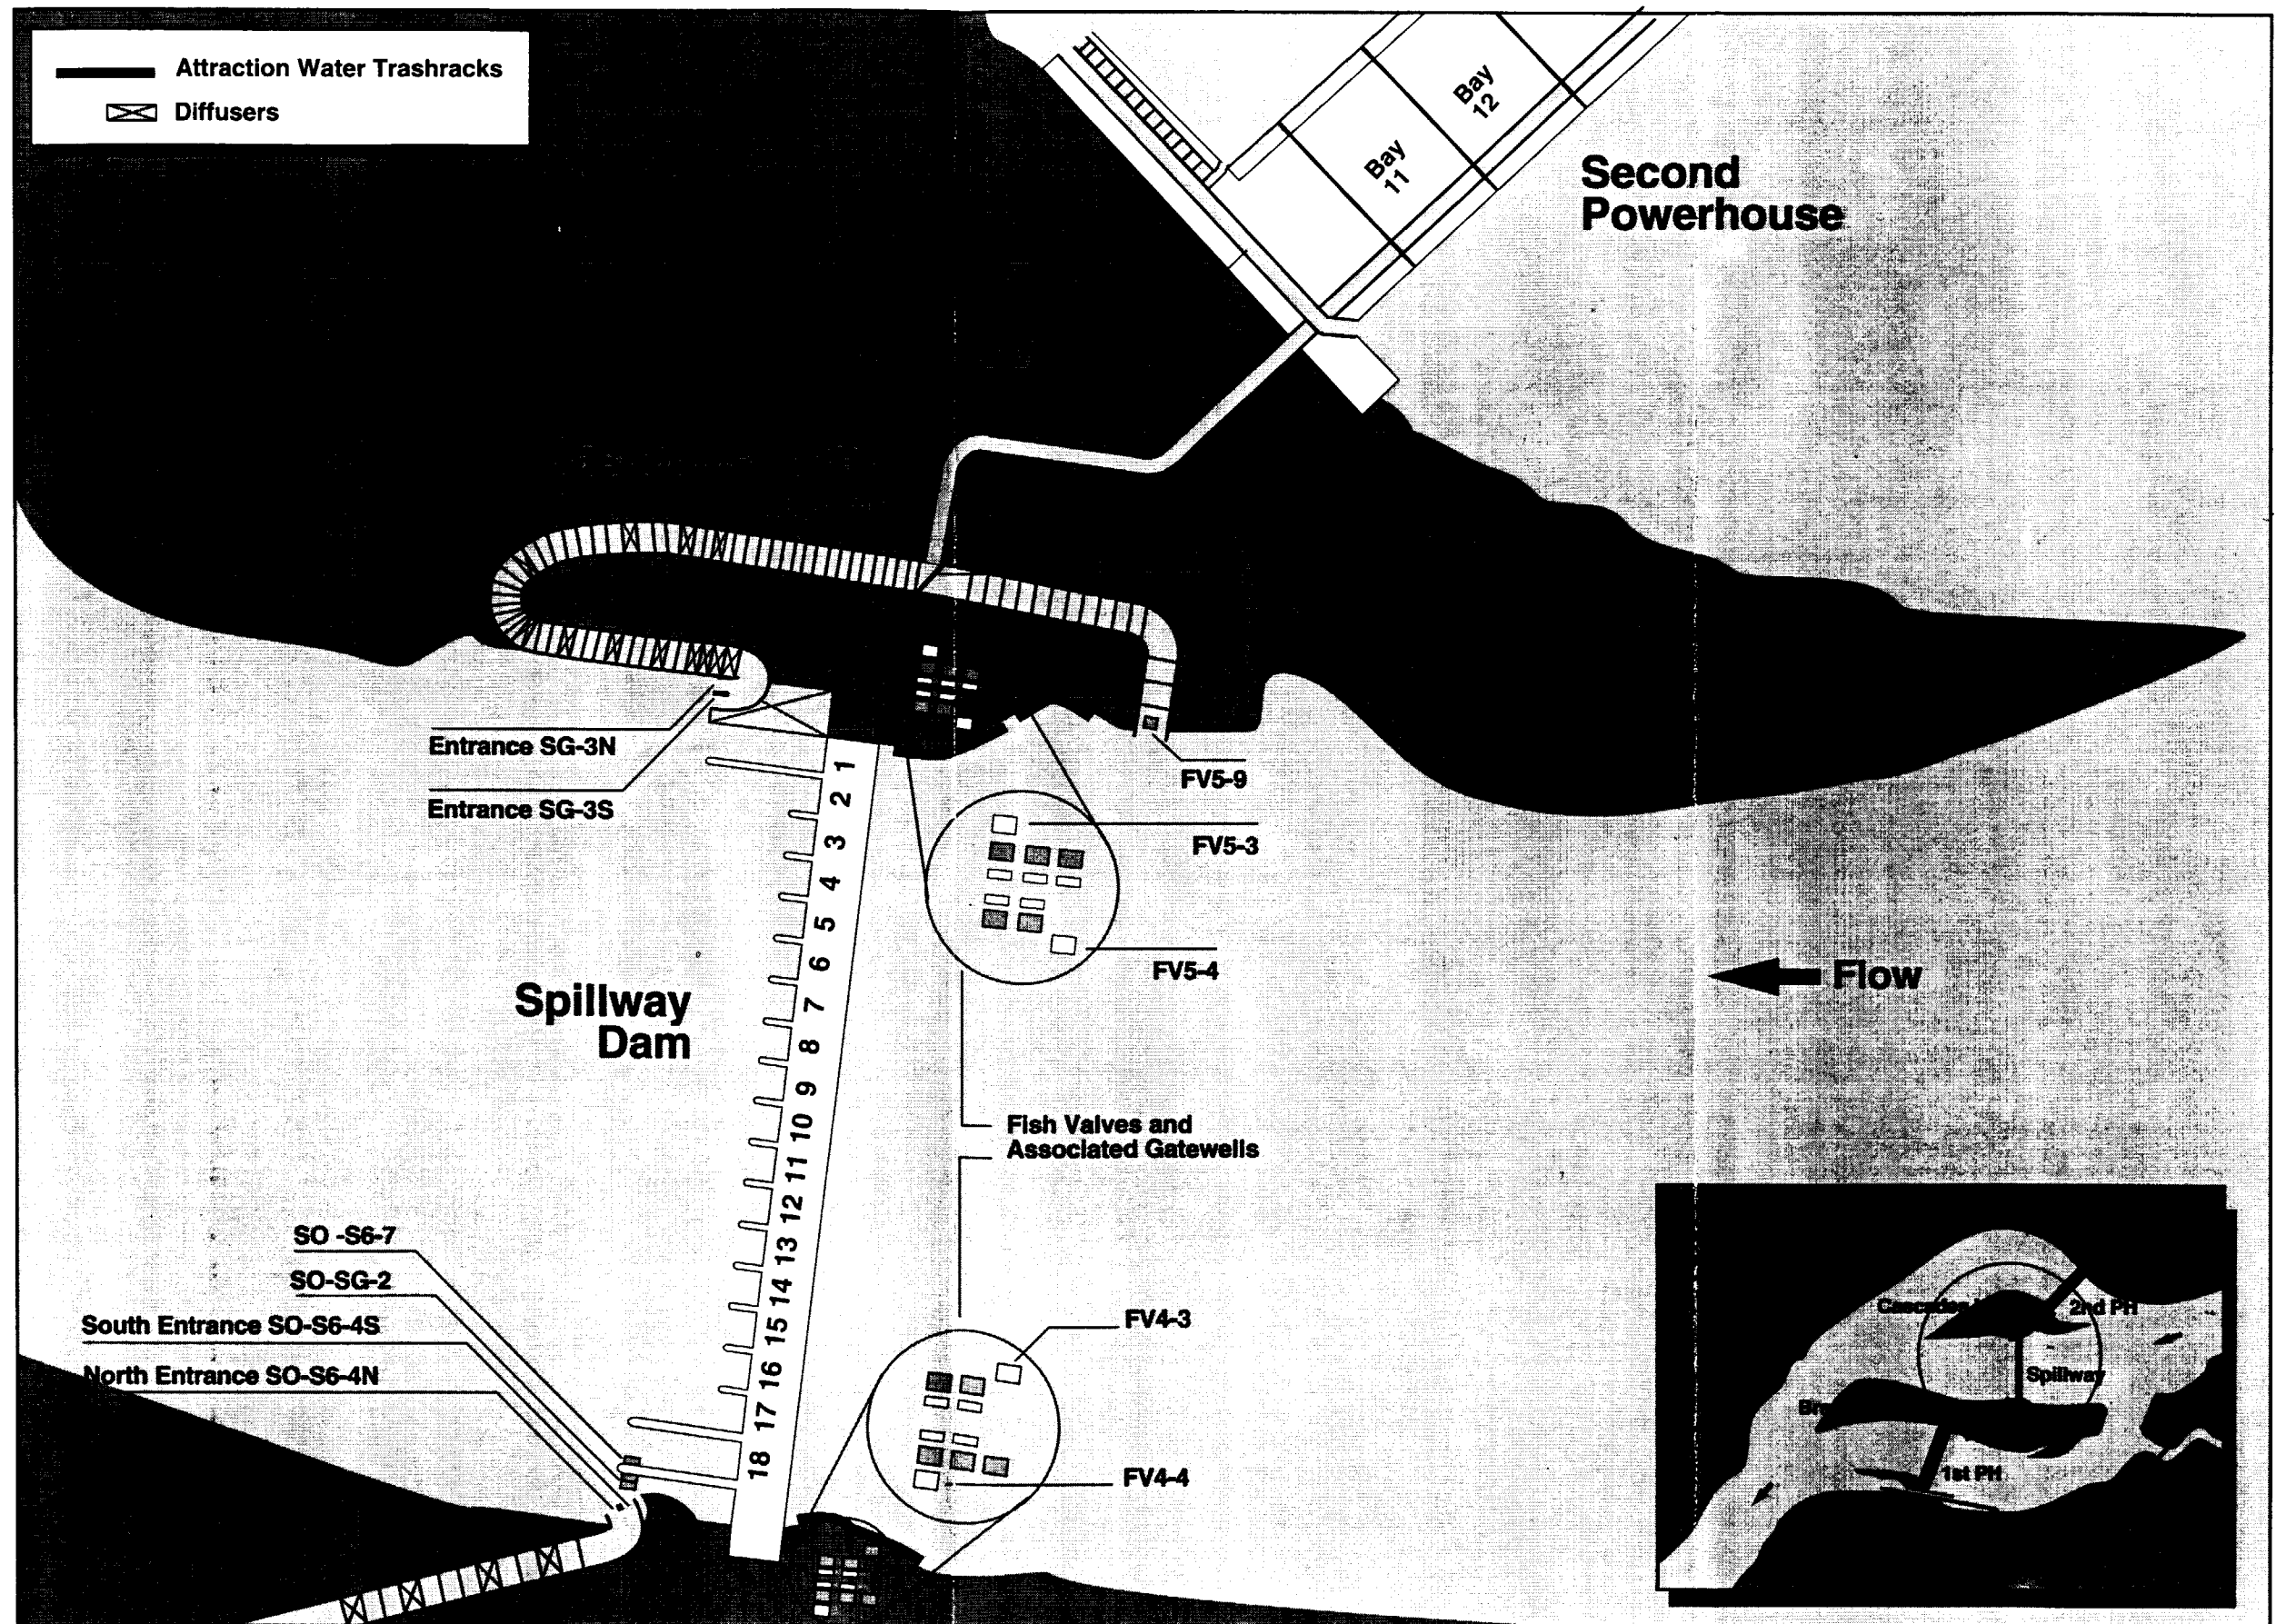 Attraction Water Trashracks
Diffusers
Bay
12
Bay
11
Second
Powerhouse
Entrance SG-3N
Entrance SG-3S
FV5-9
FV5-3
FV5-4
1
2
3
4
5
6
7
8
9
10
11
12
13
14
15
16
17
18
Spillway
Dam
Flow
Fish Valves and
Associated Gatewells
SO -S6-7
SO-SG-2
South Entrance SO-S6-4S
North Entrance SO-S6-4N
FV4-3
FV4-4
Cascades
2nd PH
Spillway
1st PH